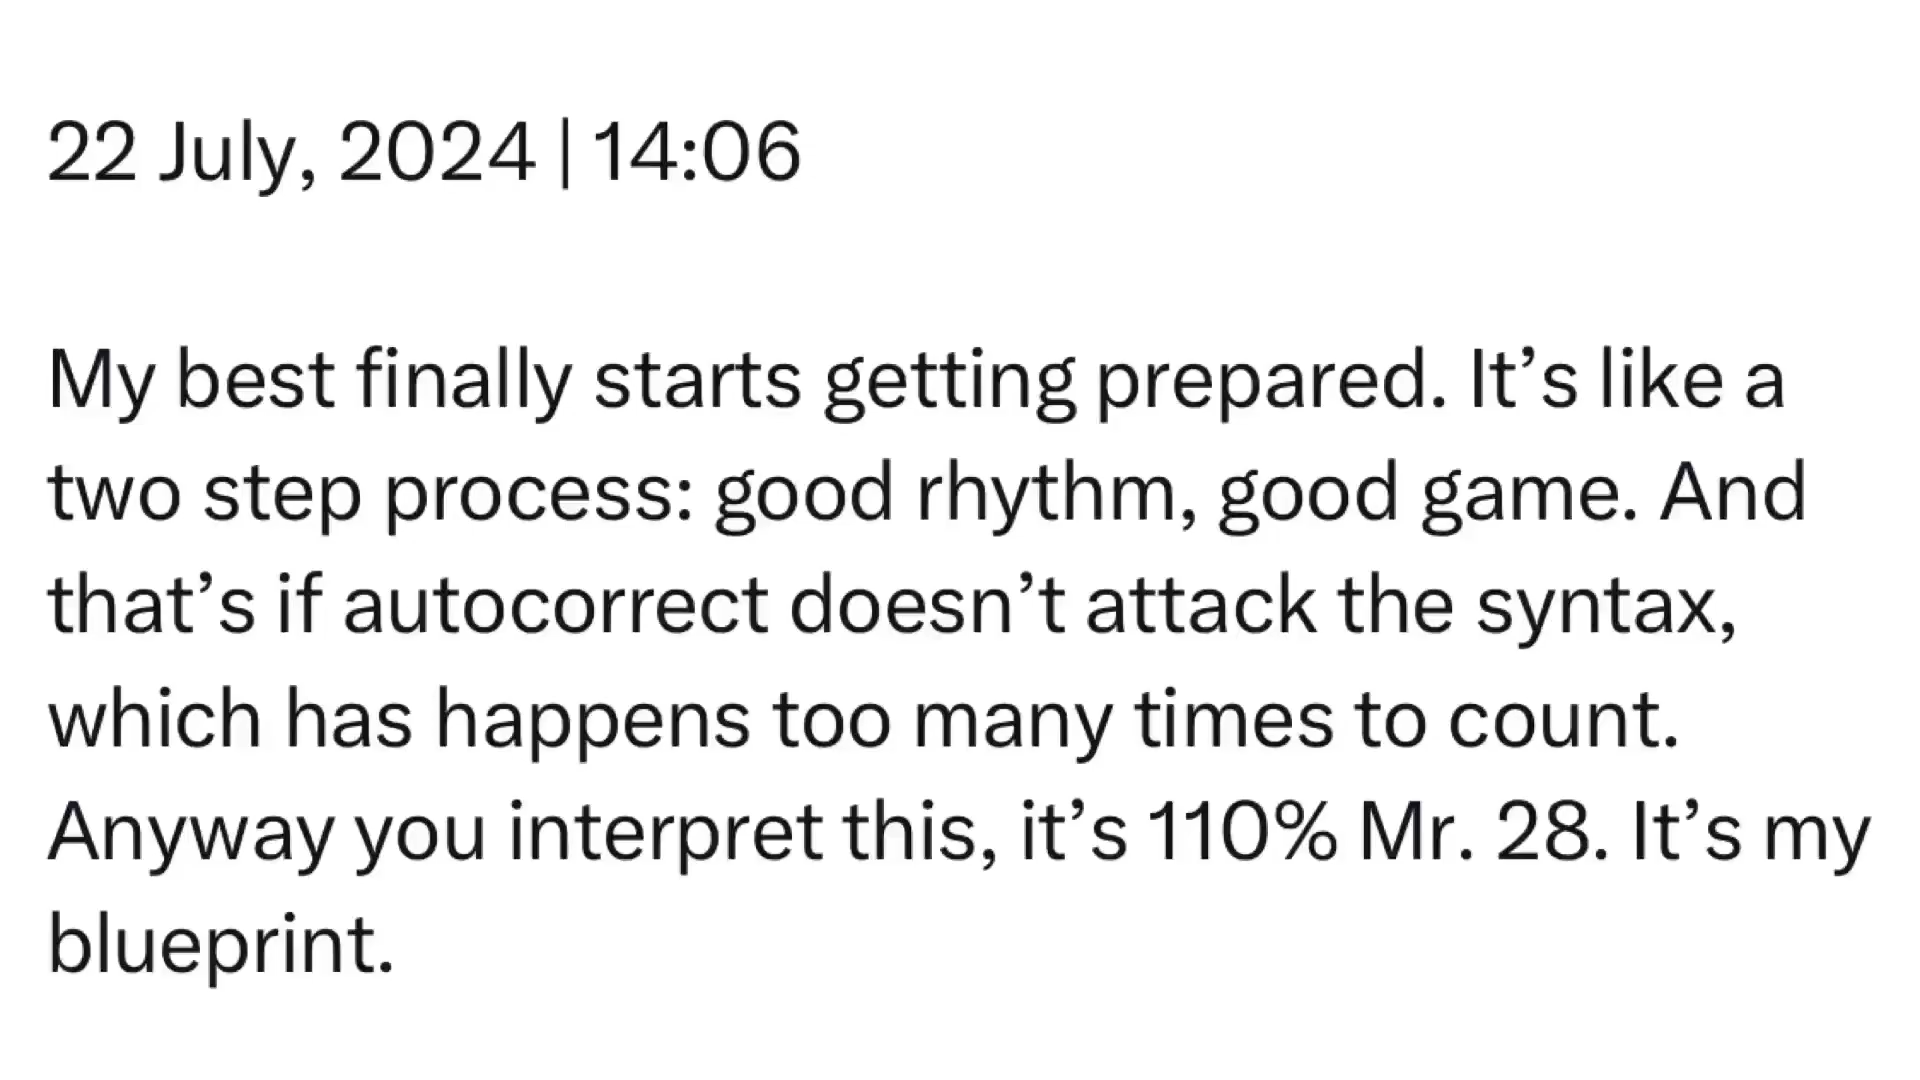 22 July, 2024 | 14:06
My best finally starts getting prepared. It’s like a
two step process: good rhythm, good game. And
that’s if autocorrect doesn’t attack the syntax,
which has happens too many times to count.
Anyway you interpret this, it’s 110% Mr. 28. It’s my
blueprint.